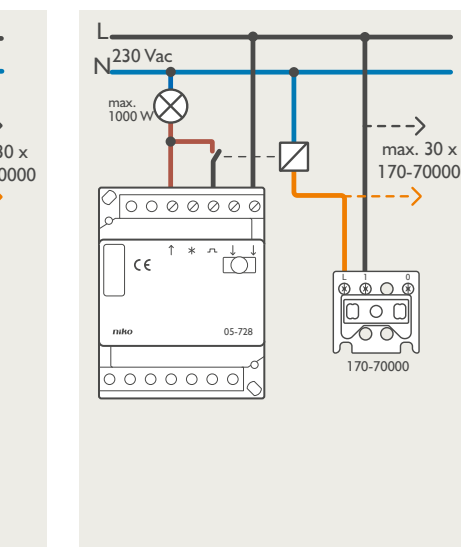 L
N
230 Vac
max.
1000 W
30 x
0000
max. 30 x
170-70000
CE
niko
05-728
L 1 0
170-70000